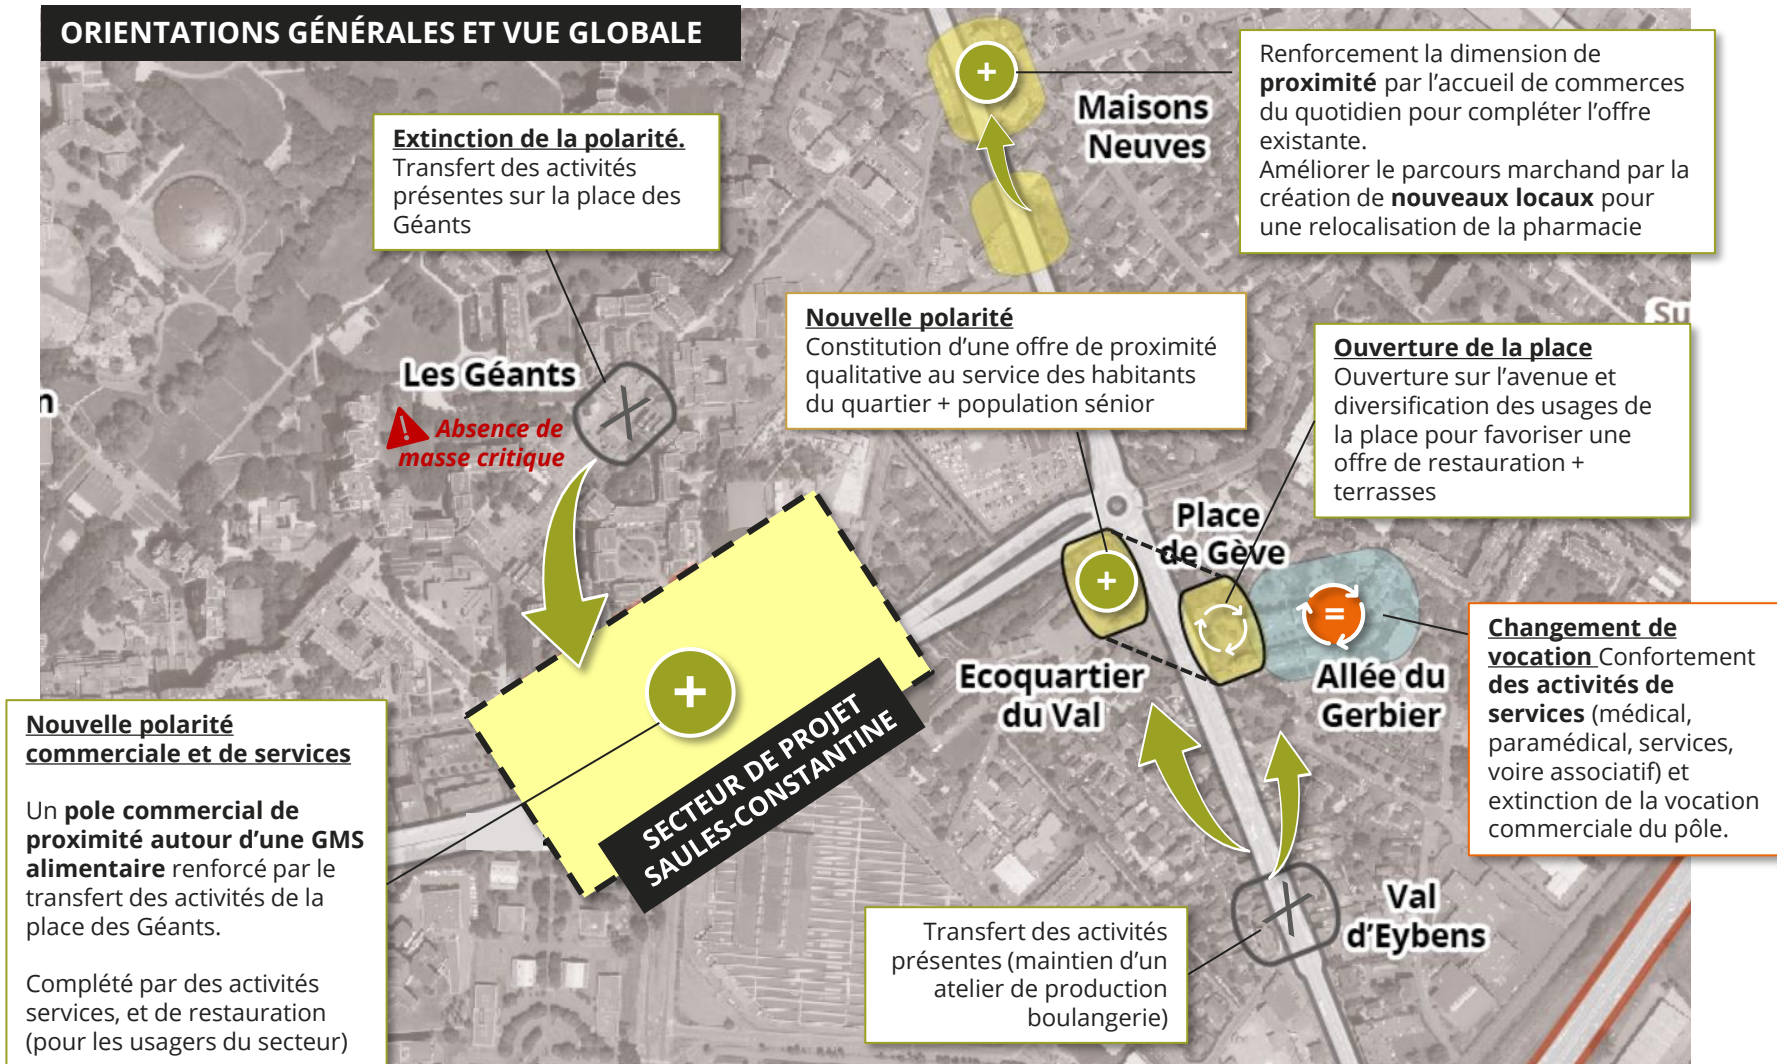 ORIENTATIONS GÉNÉRALES ET VUE GLOBALE
Renforcement la dimension de
proximité par l’accueil de commerces
du quotidien pour compléter l’offre
existante.
Améliorer le parcours marchand par la
création de nouveaux locaux pour
une relocalisation de la pharmacie
Maisons
Neuves
Extinction de la polarité.
Transfert des activités
présentes sur la place des
Géants
Su
Nouvelle polarité
Constitution d’une offre de proximité
qualitative au service des habitants
du quartier + population sénior
Ouverture de la place
Ouverture sur l’avenue et
diversification des usages de
la place pour favoriser une
offre de restauration +
terrasses
Les Géants
n
Absence de
masse critique
Place
de Gève
Ecoquartier
du Val
Allée du
Gerbier
Changement de
vocation Confortement
des activités de
services (médical,
paramédical, services,
voire associatif) et
extinction de la vocation
commerciale du pôle.
SECTEUR DE PROJET
SAULES-CONSTANTINE
Nouvelle polarité
commerciale et de services
Un pole commercial de
proximité autour d’une GMS
alimentaire renforcé par le
transfert des activités de la
place des Géants.
Complété par des activités
services, et de restauration
(pour les usagers du secteur)
Val
d’Eybens
Transfert des activités
présentes (maintien d’un
atelier de production
boulangerie)